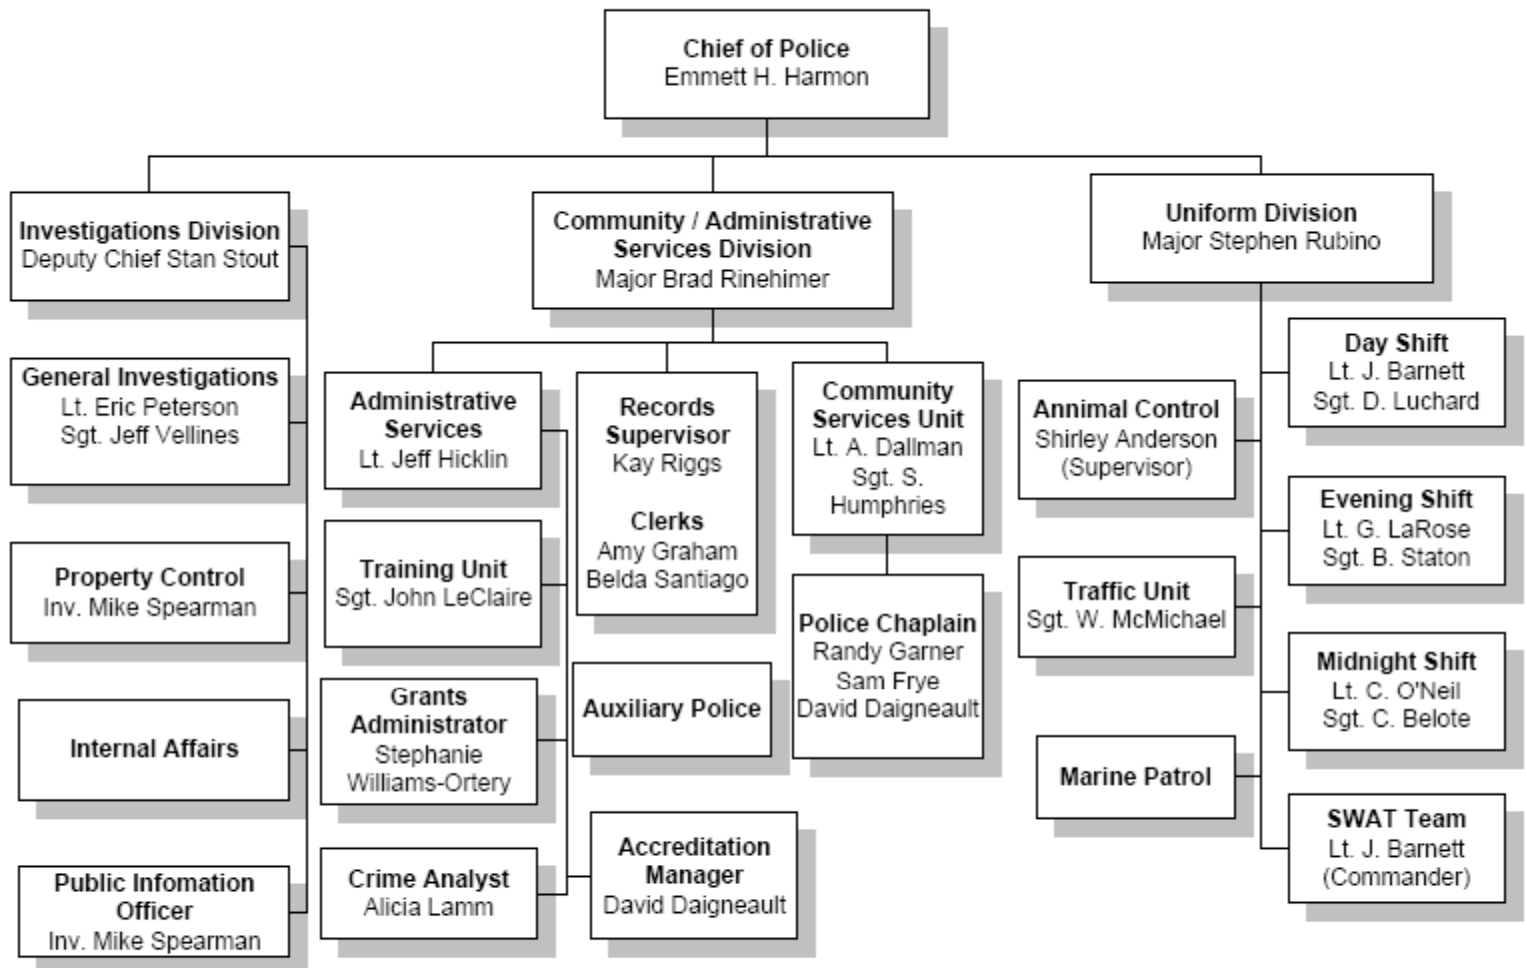 Chief of Police
Emmett H. Harmon
Investigations Division
Deputy Chief Stan Stout
General Investigations
Lt. Eric Peterson
Sgt. Jeff Vellines
Property Control
Inv. Mike Spearman
Internal Affairs
Public Infomation
Officer
Inv. Mike Spearman
Community / Administrative
Services Division
Major Brad Rinehimer
Administrative
Services
Lt. Jeff Hicklin
Training Unit
Sgt. John LeClaire
Grants
Administrator
Stephanie
Williams-Ortery
Crime Analyst
Alicia Lamm
Records
Supervisor
Kay Riggs
Clerks
Amy Graham
Belda Santiago
Auxiliary Police
Accreditation
Manager
David Daigneault
Community
Services Unit
Lt. A. Dallman
Sgt. S.
Humphries
Police Chaplain
Randy Garner
Sam Frye
David Daigneault
Uniform Division
Major Stephen Rubino
Annimal Control
Shirley Anderson
(Supervisor)
Traffic Unit
Sgt. W. McMichael
Marine Patrol
Day Shift
Lt. J. Barnett
Sgt. D. Luchard
Evening Shift
Lt. G. LaRose
Sgt. B. Staton
Midnight Shift
Lt. C. O'Neil
Sgt. C. Belote
SWAT Team
Lt. J. Barnett
(Commander)